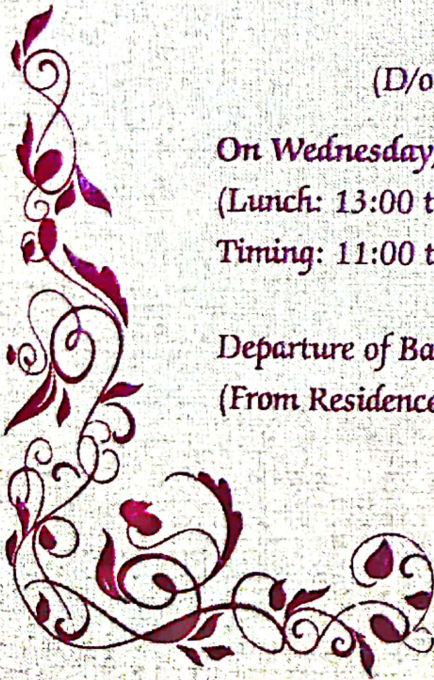 (D/o
On Wednesday,
(Lunch: 13:00 t
Timing: 11:00 t
Departure of Ba
(From Residence